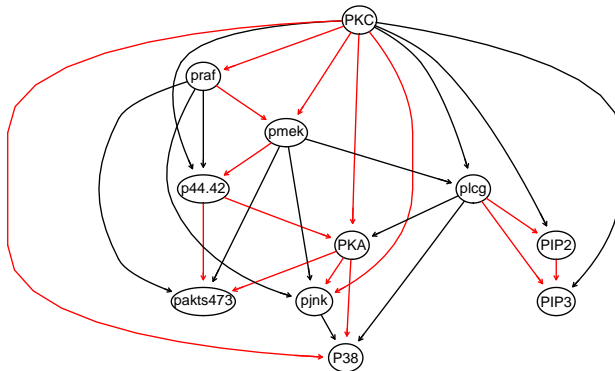 PKC
praf
pmek
p44.42
plcg
PKA
PIP2
pakts473
pjnk
PIP3
P38